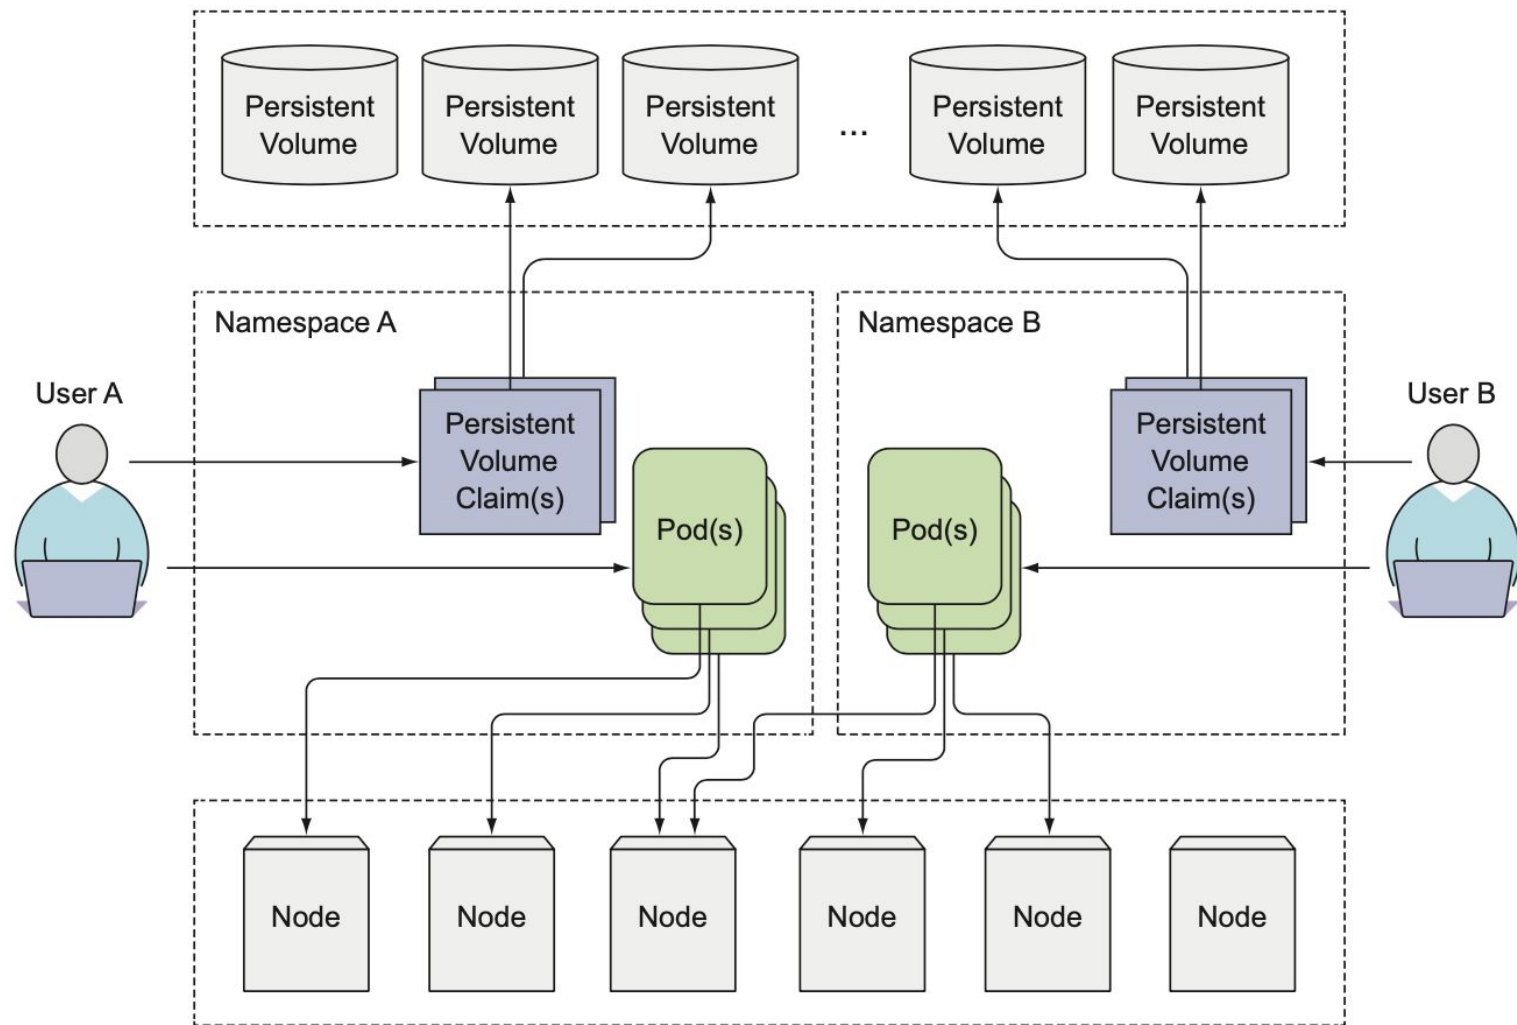 Persistent
Volume
Persistent
Volume
Persistent
Volume
...
Persistent
Volume
Persistent
Volume
Namespace A
Namespace B
User A
User B
Persistent
Volume
Claim(s)
Pod(s)
Pod(s)
Persistent
Volume
Claim(s)
Node
Node
Node
Node
Node
Node